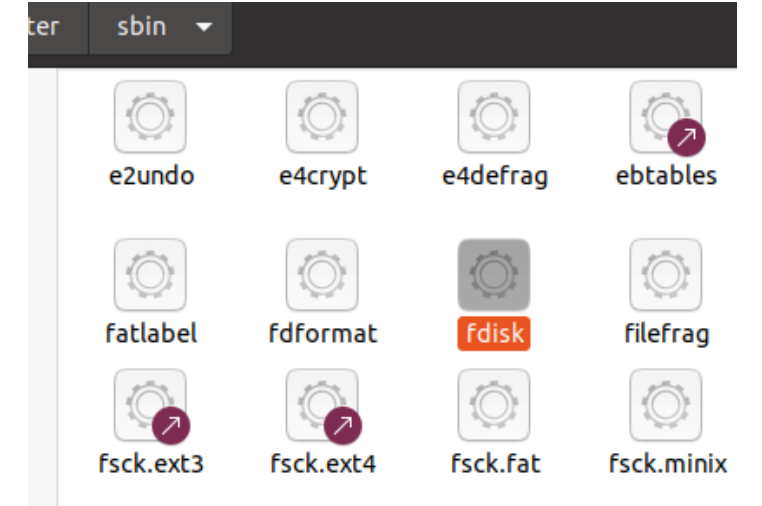 ter sbin
e2undo e4crypt e4defrag ebtables
fatlabel fdformat fdisk filefrag
fsck.ext3 fsck.ext4 fsck.fat fsck.minix